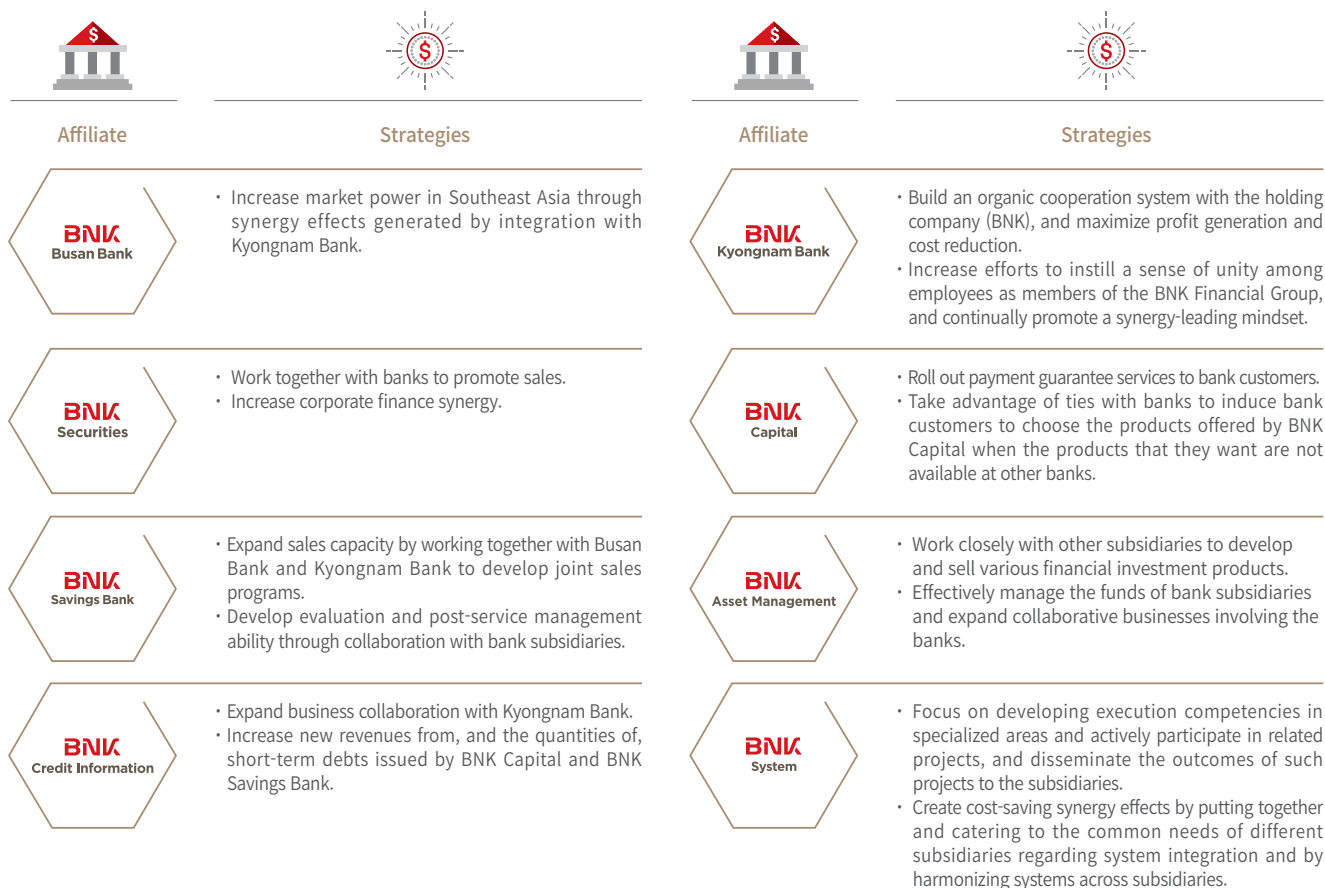 $
$
Affiliate
Strategies
BNK
Busan Bank
· Increase market power in Southeast Asia through
synergy effects generated by integration with
Kyongnam Bank.
BNK
Securities
· Work together with banks to promote sales.
· Increase corporate finance synergy.
BNK
Savings Bank
· Expand sales capacity by working together with Busan
Bank and Kyongnam Bank to develop joint sales
programs.
· Develop evaluation and post-service management
ability through collaboration with bank subsidiaries.
BNK
Credit Information
· Expand business collaboration with Kyongnam Bank.
· Increase new revenues from, and the quantities of,
short-term debts issued by BNK Capital and BNK
Savings Bank.
$
$
Affiliate
Strategies
BNK
Kyongnam Bank
· Build an organic cooperation system with the holding
company (BNK), and maximize profit generation and
cost reduction.
· Increase efforts to instill a sense of unity among
employees as members of the BNK Financial Group,
and continually promote a synergy-leading mindset.
BNK
Capital
· Roll out payment guarantee services to bank customers.
· Take advantage of ties with banks to induce bank
customers to choose the products offered by BNK
Capital when the products that they want are not
available at other banks.
BNK
Asset Management
· Work closely with other subsidiaries to develop
and sell various financial investment products.
· Effectively manage the funds of bank subsidiaries
and expand collaborative businesses involving the
banks.
BNK
System
· Focus on developing execution competencies in
specialized areas and actively participate in related
projects, and disseminate the outcomes of such
projects to the subsidiaries.
· Create cost-saving synergy effects by putting together
and catering to the common needs of different
subsidiaries regarding system integration and by
harmonizing systems across subsidiaries.